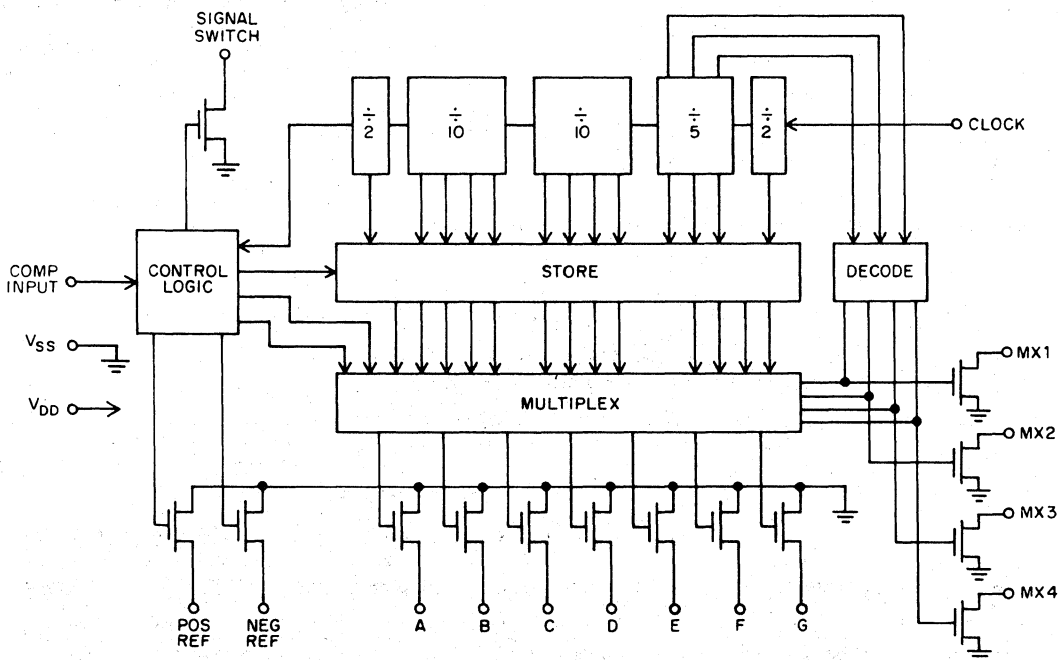 SIGNAL
SWITCH
÷
2
÷
10
÷
10
÷
5
÷
2
CLOCK
COMP
INPUT
CONTROL
LOGIC
STORE
DECODE
VSS
VDD
MULTIPLEX
MX1
MX2
MX3
MX4
POS
REF
NEG
REF
A
B
C
D
E
F
G